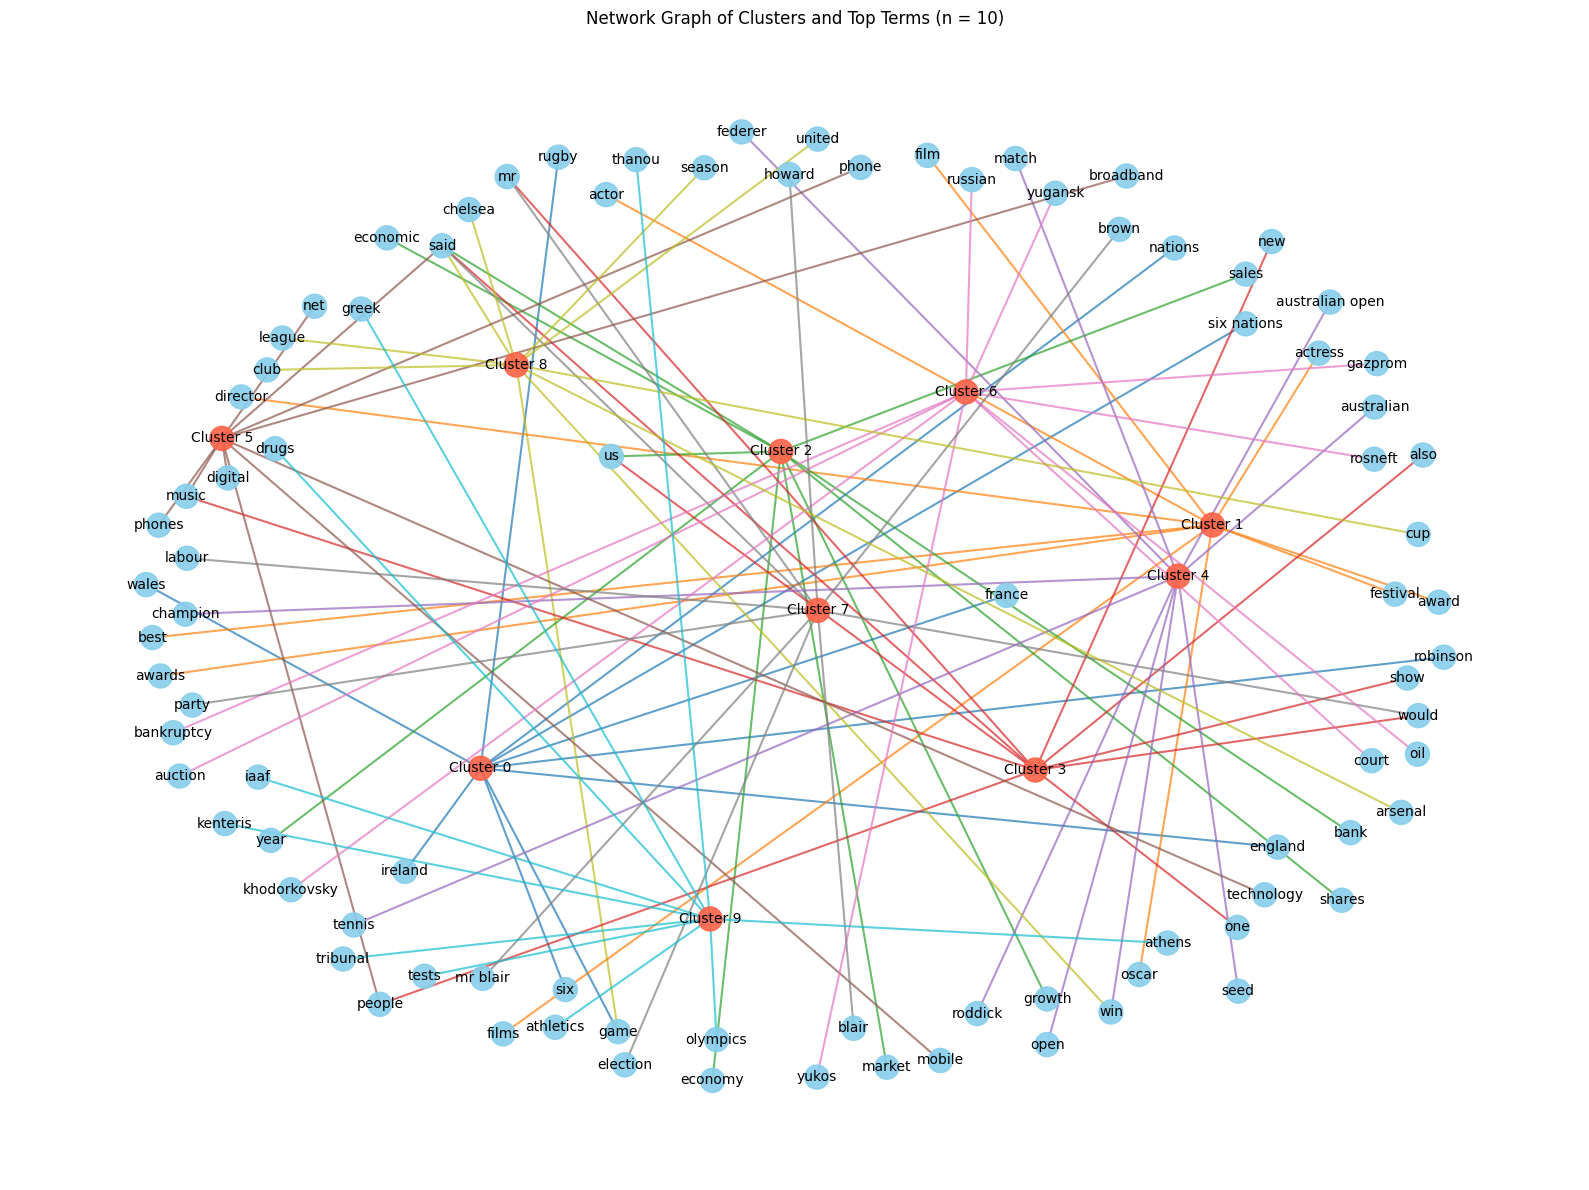 Network Graph of Clusters and Top Terms (n = 10)
federer
united
rugby
thanou
film
match
season
phone
mr
howard
russian
broadband
actor
yugansk
chelsea
brown
economic
said
nations
new
sales
net
greek
australian open
six nations
league
actress
Cluster 8
gazprom
club
Cluster 6
director
australian
Cluster 5
drugs
Cluster 2
us
also
rosneft
digital
music
phones
Cluster 1
cup
labour
Cluster 4
wales
france
festival
award
champion
Cluster 7
best
robinson
awards
show
party
would
bankruptcy
oil
court
Cluster 0
Cluster 3
auction
iaaf
arsenal
kenteris
bank
year
england
ireland
khodorkovsky
technology
shares
Cluster 9
tennis
one
athens
tribunal
tests
mr blair
oscar
six
seed
people
growth
roddick
win
athletics
blair
films
game
olympics
open
election
mobile
market
economy
yukos